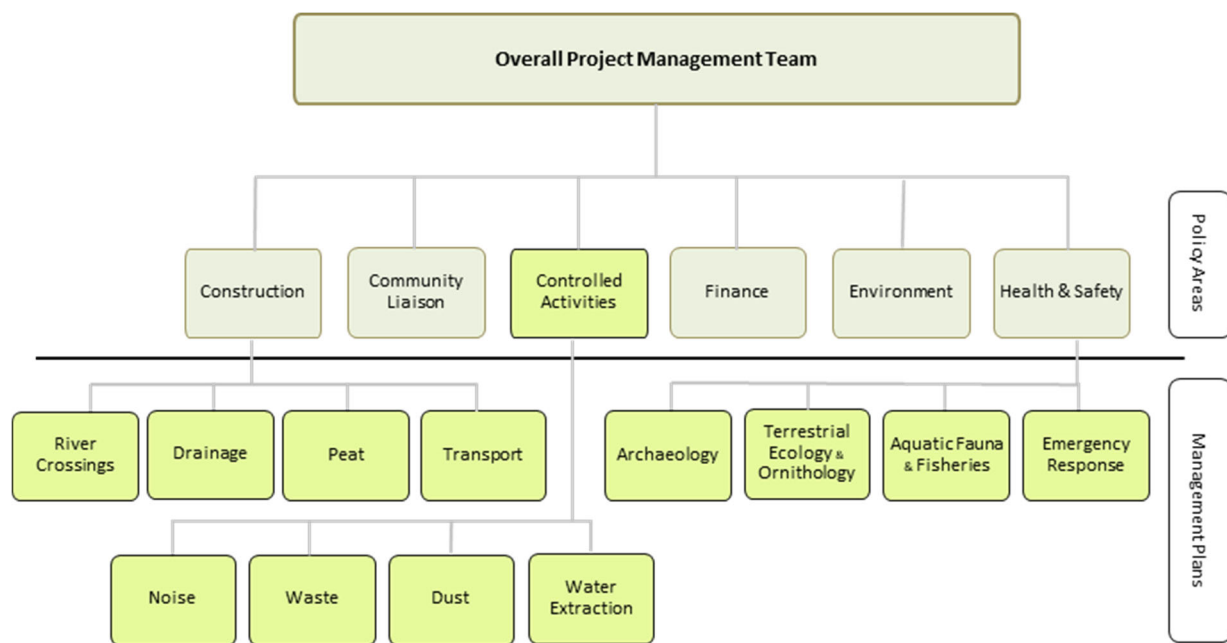 Overall Project Management Team
Policy Areas
Construction
Community
Liaison
Controlled
Activities
Finance
Environment
Health & Safety
Management Plans
River
Crossings
Drainage
Peat
Transport
Archaeology
Terrestrial
Ecology &
Ornithology
Aquatic Fauna
& Fisheries
Emergency
Response
Noise
Waste
Dust
Water
Extraction